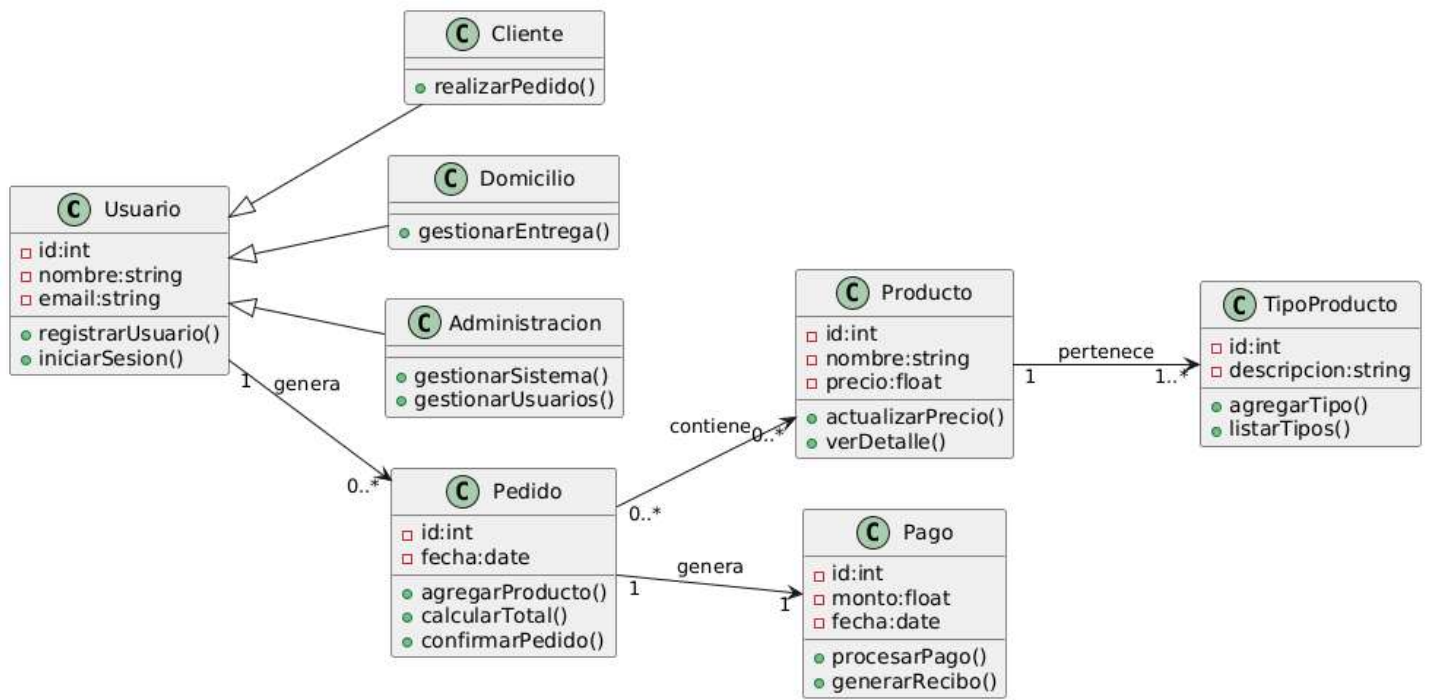 C Cliente
realizarPedido()
C Domicilio
gestionarEntrega()
C Usuario
id:int
nombre:string
email:string
registrarUsuario()
iniciarSesion()
C Administracion
gestionarSistema()
gestionarUsuarios()
1 genera 0..*
C Pedido
id:int
fecha:date
agregarProducto()
calcularTotal()
confirmarPedido()
0..* contiene 0..*
C Producto
id:int
nombre:string
precio:float
actualizarPrecio()
verDetalle()
1 pertenece 1..*
C TipoProducto
id:int
descripcion:string
agregarTipo()
listarTipos()
1 genera 1
C Pago
id:int
monto:float
fecha:date
procesarPago()
generarRecibo()